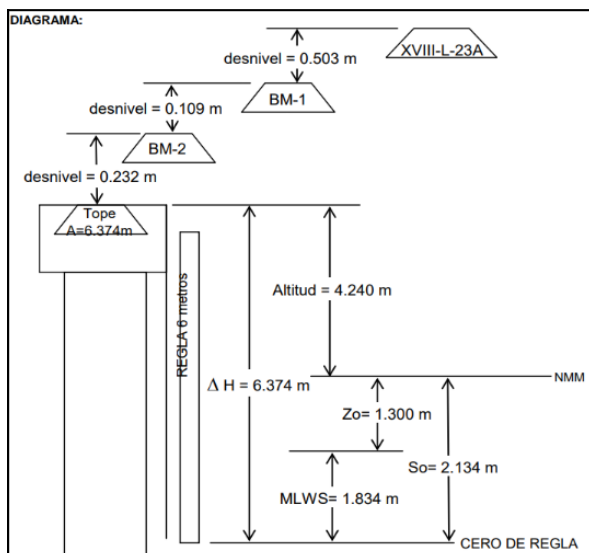 DIAGRAMA:
XVIII-L-23A
desnivel = 0.503 m
BM-1
desnivel = 0.109 m
BM-2
desnivel = 0.232 m
Tope
A=6.374m
REGLA 6 metros
Altitud = 4.240 m
NMM
Δ H = 6.374 m
Zo= 1.300 m
So= 2.134 m
MLWS= 1.834 m
CERO DE REGLA